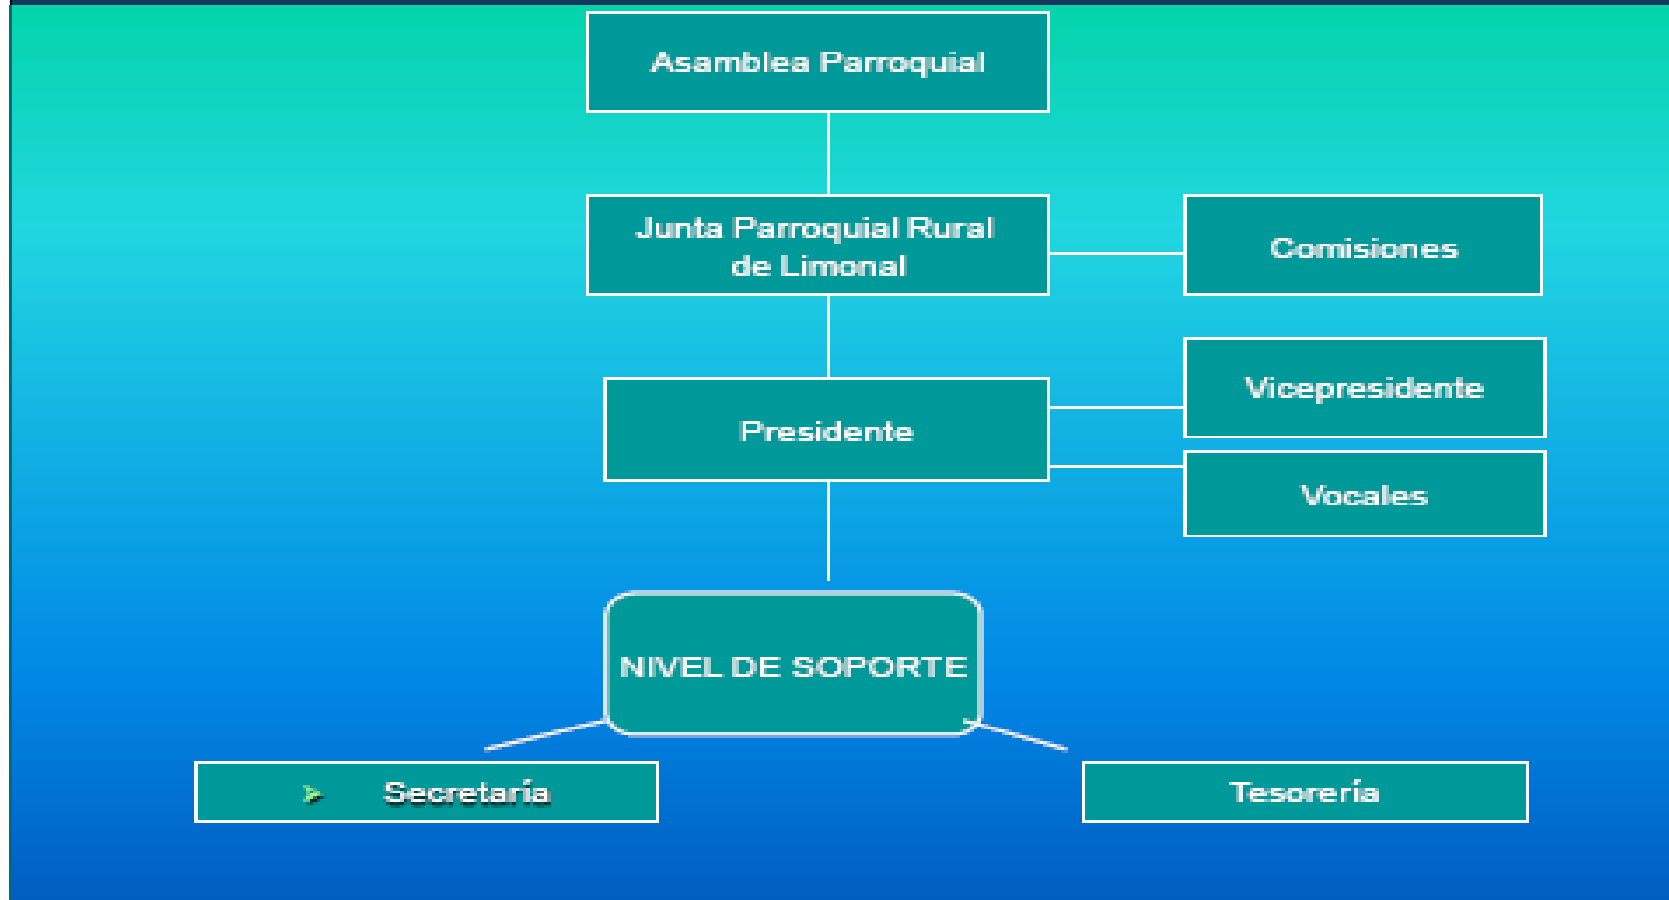 Asamblea Parroquial
Junta Parroquial Rural
de Limonal
Comisiones
Vicepresidente
Presidente
Vocales
NIVEL DE SOPORTE
Secretaría
Tesorería